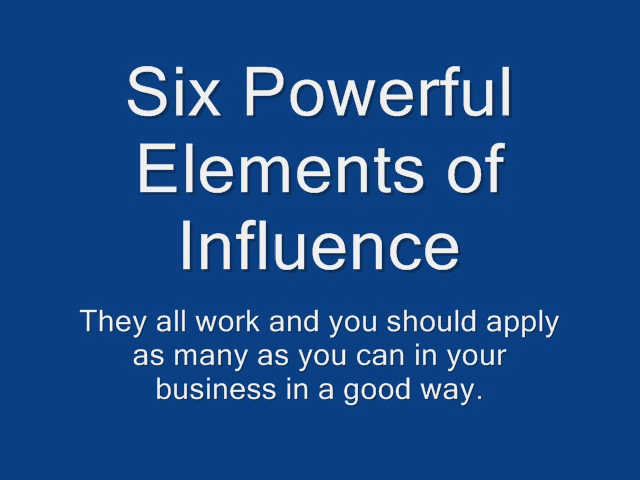 Six Powerful
Elements of
Influence
They all work and you should apply
as many as you can in your
business in a good way.